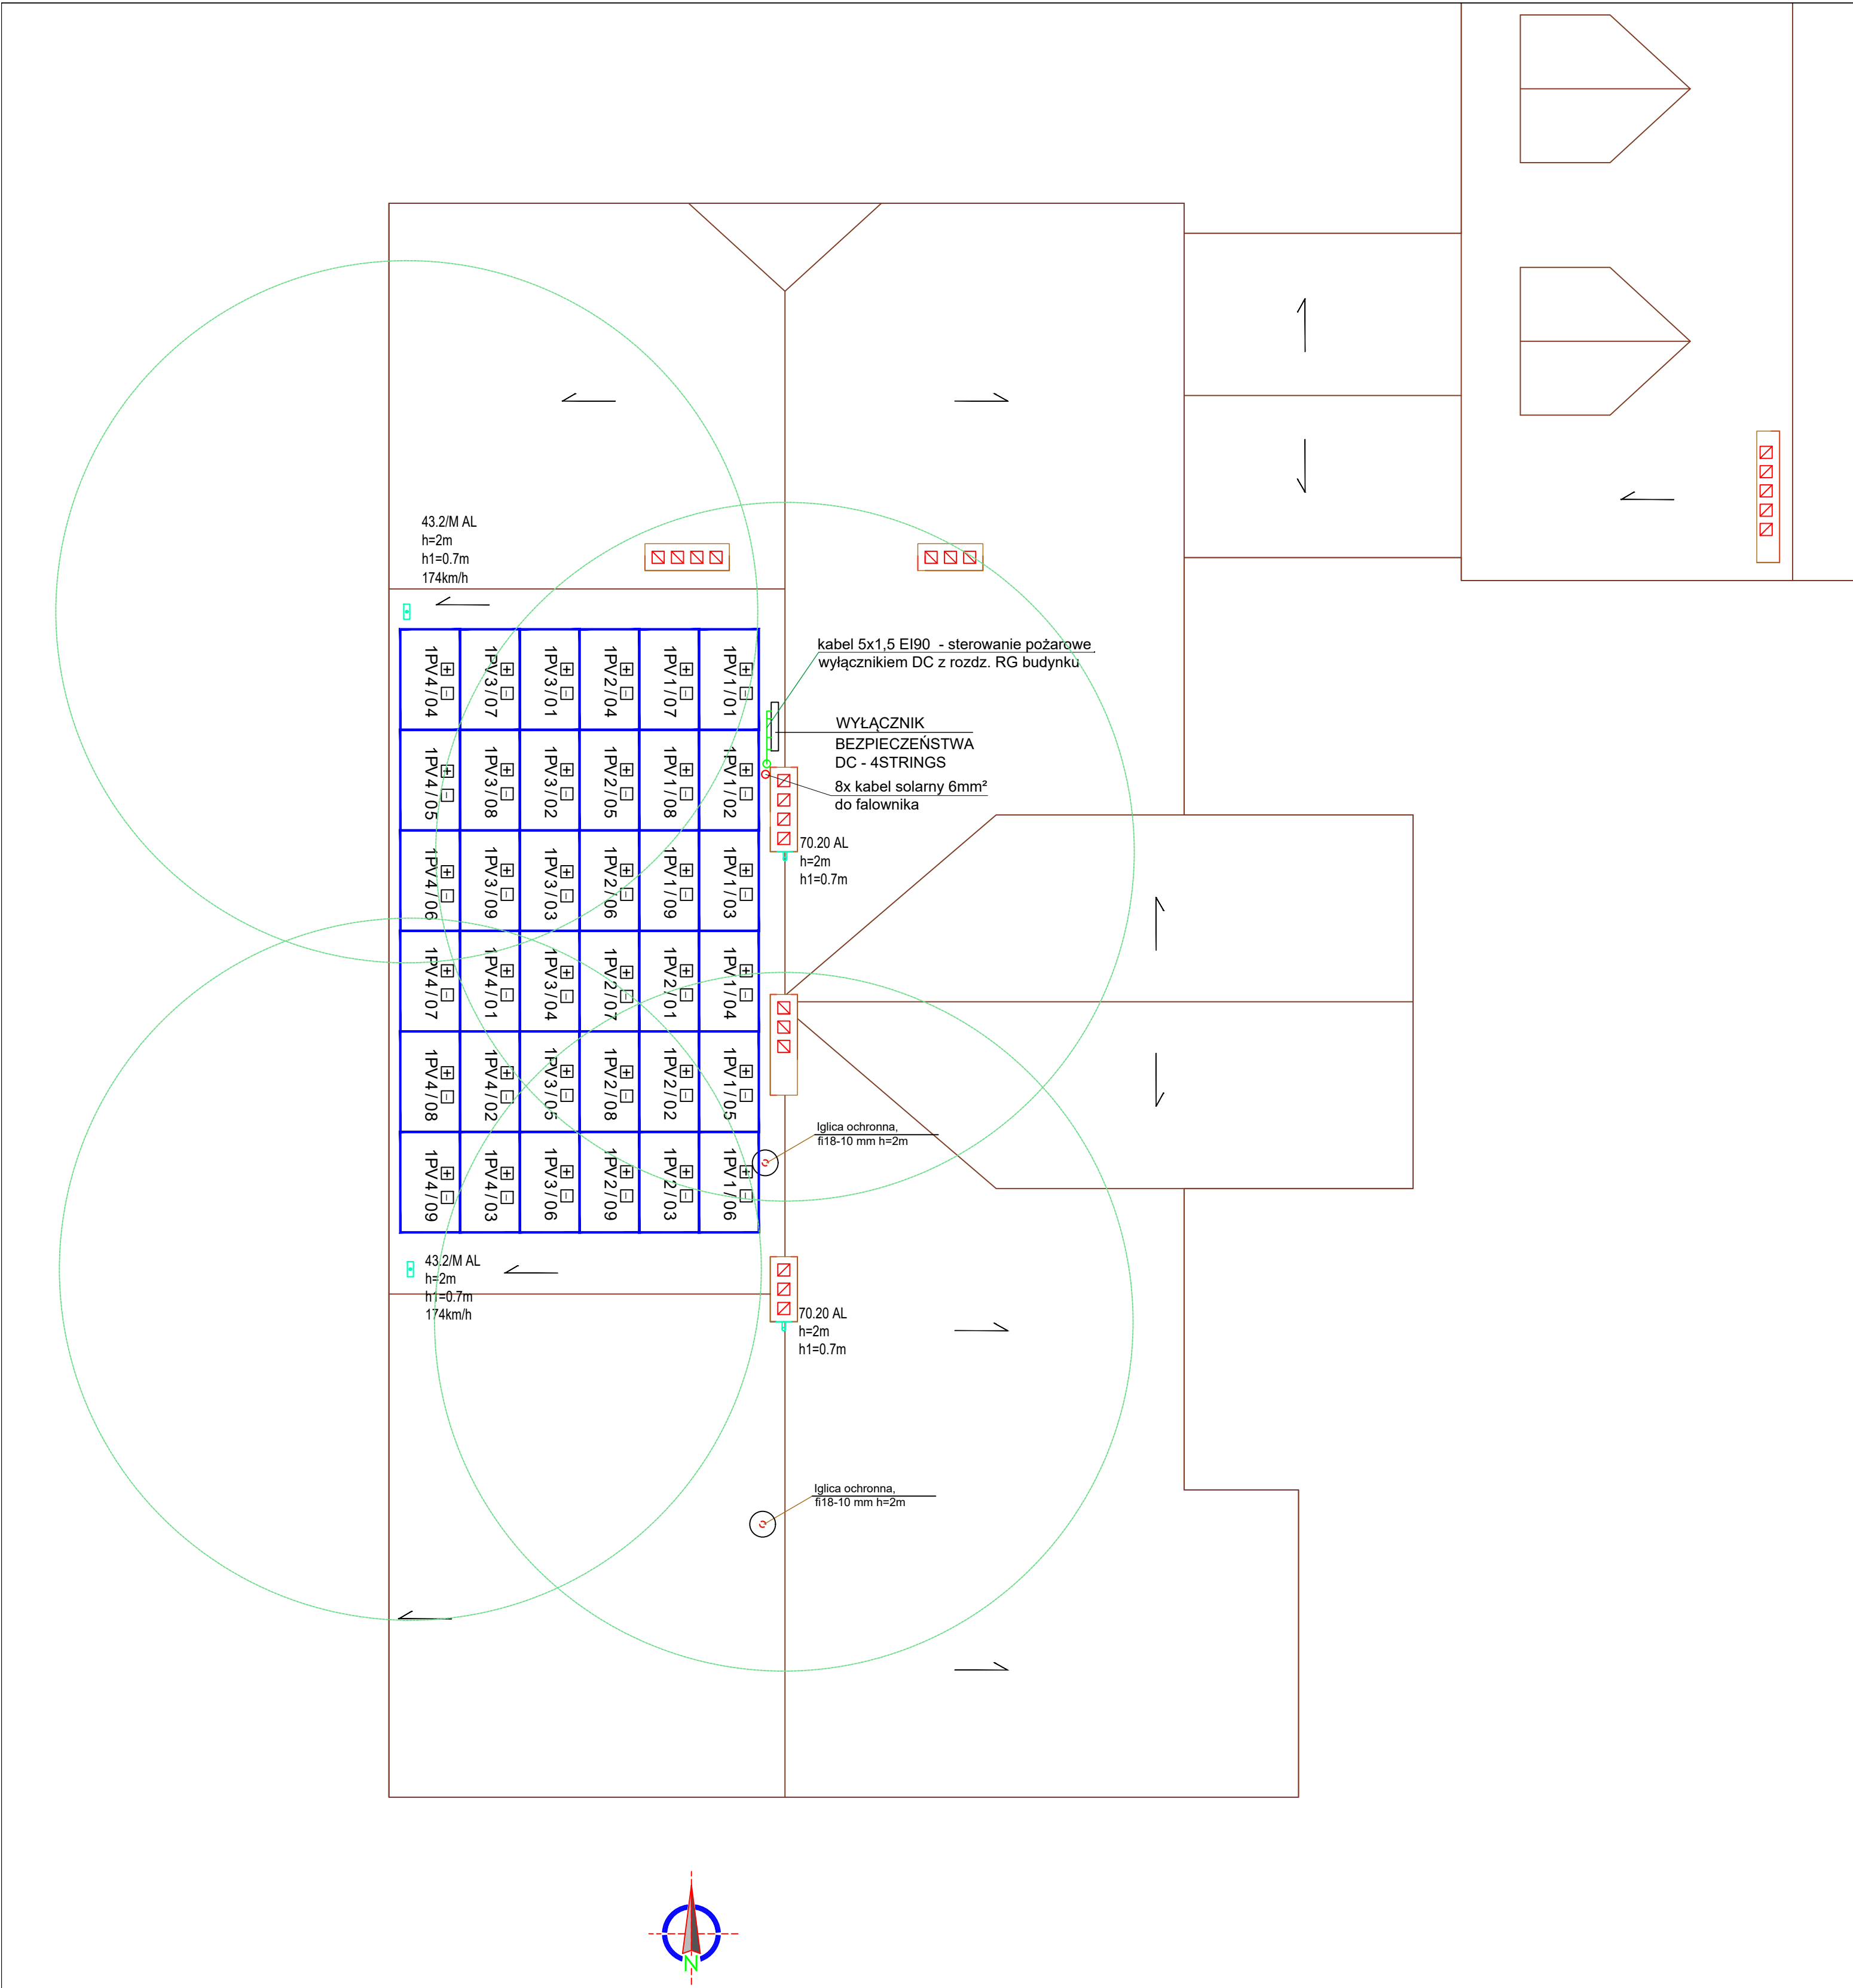 43.2/M AL
h=2m
h1=0.7m
174km/h
kabel 5x1,5 EI90 - sterowanie pożarowe
wyłącznikiem DC z rozdz. RG budynku
WYŁĄCZNIK
BEZPIECZEŃSTWA
DC - 4STRINGS
8x kabel solarny 6mm²
do falownika
70.20 AL
h=2m
h1=0.7m
1PV4/04
1PV3/07
1PV3/01
1PV2/04
1PV1/07
1PV1/01
1PV4/05
1PV3/08
1PV3/02
1PV2/05
1PV1/08
1PV1/02
1PV4/06
1PV3/09
1PV3/03
1PV2/06
1PV1/09
1PV1/03
1PV4/07
1PV4/01
1PV3/04
1PV2/07
1PV2/01
1PV1/04
1PV4/08
1PV4/02
1PV3/05
1PV2/08
1PV2/02
1PV1/05
1PV4/09
1PV4/03
1PV3/06
1PV2/09
1PV2/03
1PV1/06
Iglica ochronna,
fi18-10 mm h=2m
43.2/M AL
h=2m
h1=0.7m
174km/h
70.20 AL
h=2m
h1=0.7m
Iglica ochronna,
fi18-10 mm h=2m
N